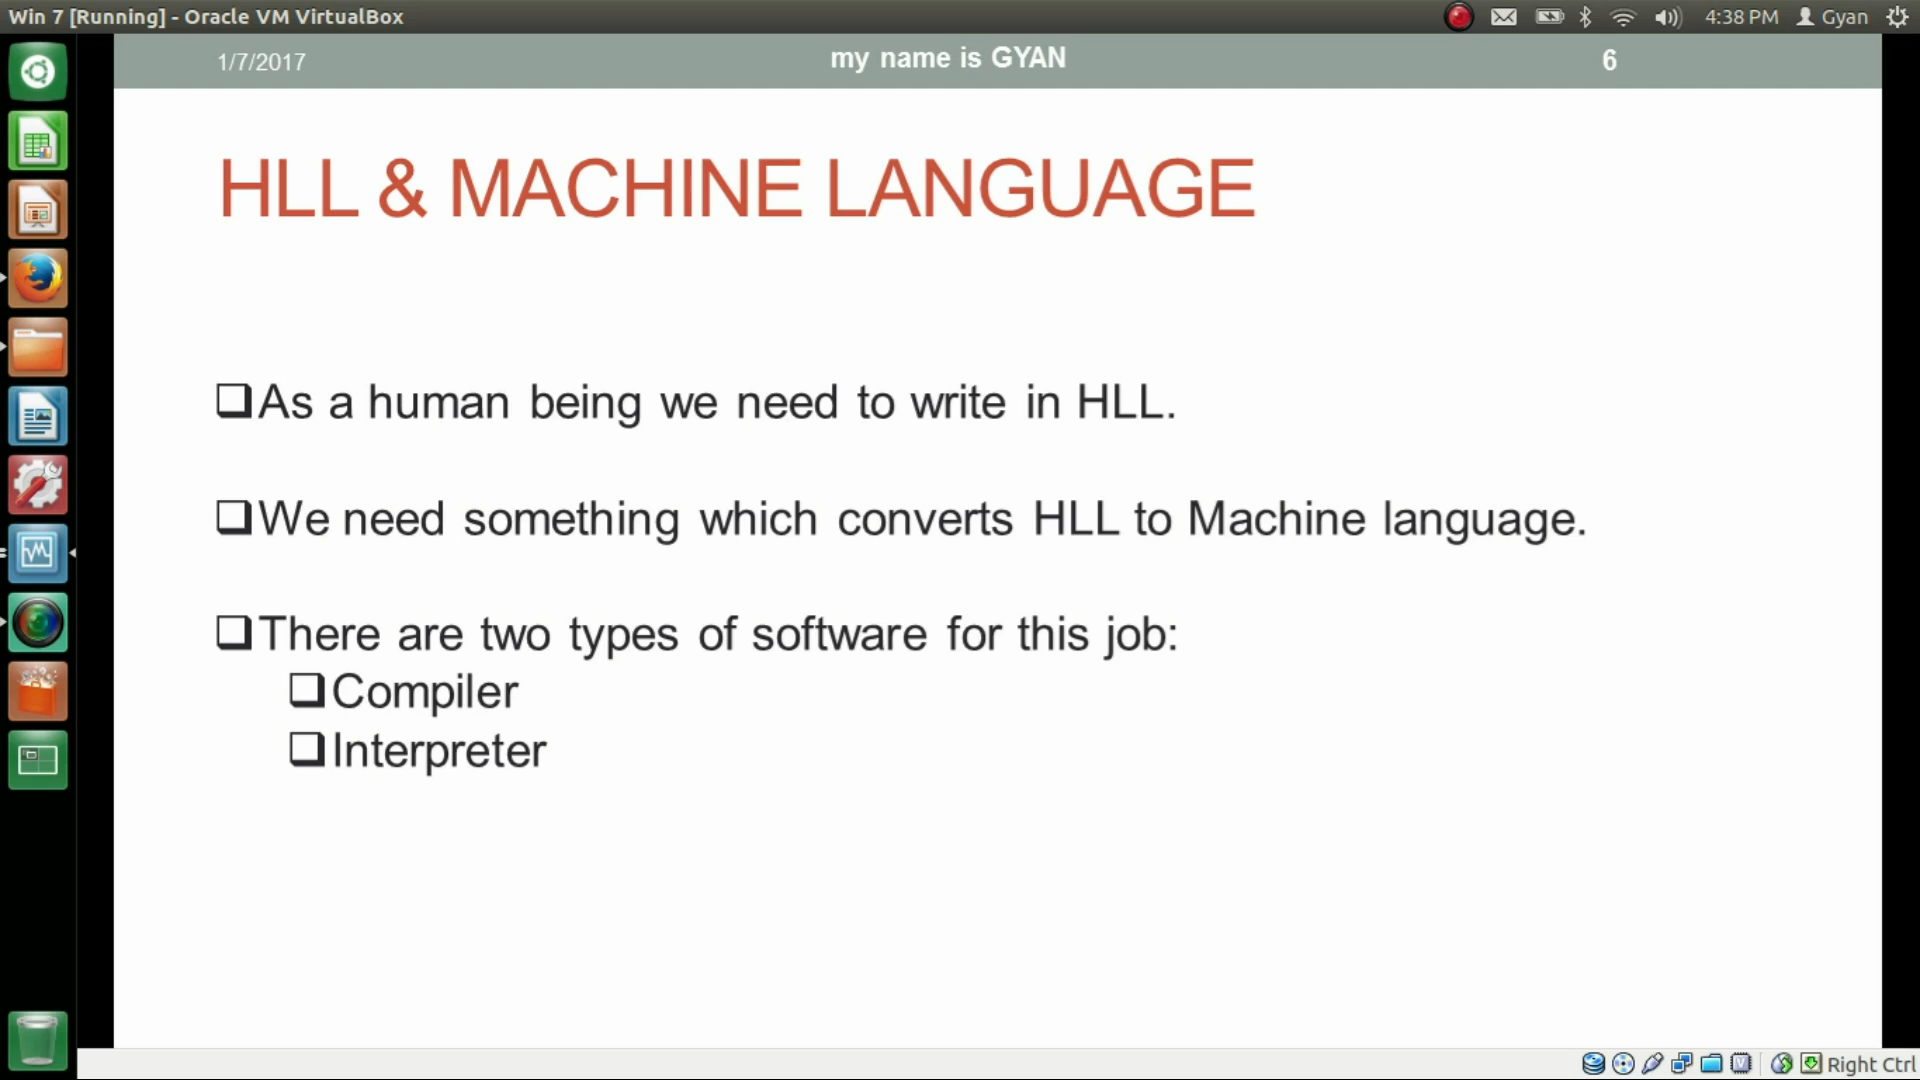 Win 7 [Running] - Oracle VM VirtualBox
4:38 PM Gyan
1/7/2017 my name is GYAN 6
HLL & MACHINE LANGUAGE
As a human being we need to write in HLL.
We need something which converts HLL to Machine language.
There are two types of software for this job:
Compiler
Interpreter
Right Ctrl